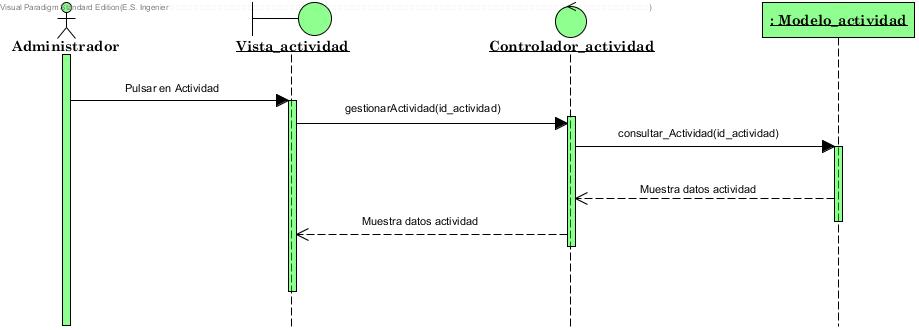 Visual Paradigm Standard Edition(E.S. Ingenier )
Administrador
Vista_actividad
Controlador_actividad
: Modelo_actividad
Pulsar en Actividad
gestionarActividad(id_actividad)
consultar_Actividad(id_actividad)
Muestra datos actividad
Muestra datos actividad